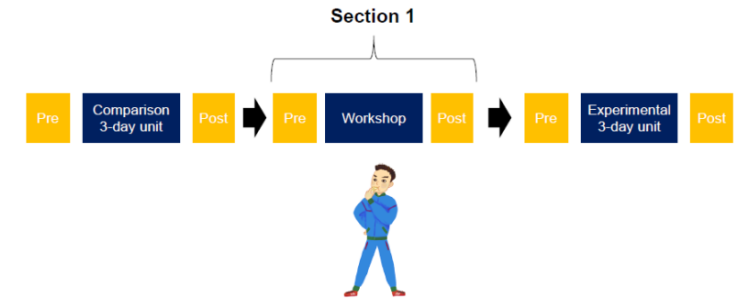 Section 1
Pre
Comparison
3-day unit
Post
Pre
Workshop
Post
Pre
Experimental
3-day unit
Post